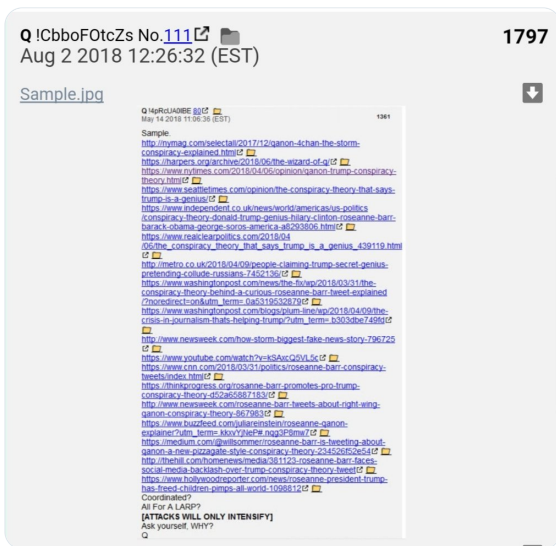 Q !CbboFOtcZs No.111
1797
Aug 2 2018 12:26:32 (EST)
Sample.jpg
Q !4pRcUA0lBE 80
1361
May 14 2018 11:06:36 (EST)
Sample.
http://nymag.com/selectall/2017/12/qanon-4chan-the-storm-
conspiracy-explained.html
https://harpers.org/archive/2018/06/the-wizard-of-q/
https://www.nytimes.com/2018/04/06/opinion/qanon-trump-conspiracy-
theory.html
https://www.seattletimes.com/opinion/the-conspiracy-theory-that-says-
trump-is-a-genius/
https://www.independent.co.uk/news/world/americas/us-politics
/conspiracy-theory-donald-trump-genius-hilary-clinton-roseanne-barr-
barack-obama-george-soros-america-a8293806.html
https://www.realclearpolitics.com/2018/04
/06/the_conspiracy_theory_that_says_trump_is_a_genius_439119.html
http://metro.co.uk/2018/04/09/people-claiming-trump-secret-genius-
pretending-collude-russians-7452136/
https://www.washingtonpost.com/news/the-fix/wp/2018/03/31/the-
conspiracy-theory-behind-a-curious-roseanne-barr-tweet-explained
/?noredirect=on&utm_term=.0a5319532879
https://www.washingtonpost.com/blogs/plum-line/wp/2018/04/09/the-
crisis-in-journalism-thats-helping-trump/?utm_term=.b303dbe749fd
http://www.newsweek.com/how-storm-biggest-fake-news-story-796725
https://www.youtube.com/watch?v=kSAxcQ5VL5c
https://www.cnn.com/2018/03/31/politics/roseanne-barr-conspiracy-
tweets/index.html
https://thinkprogress.org/rosanne-barr-promotes-pro-trump-
conspiracy-d52a65887183/
http://www.newsweek.com/roseanne-barr-tweets-about-right-wing-
qanon-conspiracy-theory-867983
https://www.buzzfeed.com/juliareinstein/roseanne-qanon-
explainer?utm_term=.kkxvYjNeP#.nqg3P6mw7
https://medium.com/@willsommer/roseanne-barr-is-tweeting-about-
qanon-a-new-pizzagate-style-conspiracy-234526f52e54
http://thehill.com/homenews/media/381123-roseanne-barr-faces-
social-media-backlash-over-trump-conspiracy-theory-tweet
https://www.hollywoodreporter.com/news/roseanne-president-trump-
has-freed-children-pimps-all-world-1098812
Coordinated?
All For A LARP?
[ATTACKS WILL ONLY INTENSIFY]
Ask yourself, WHY?
Q